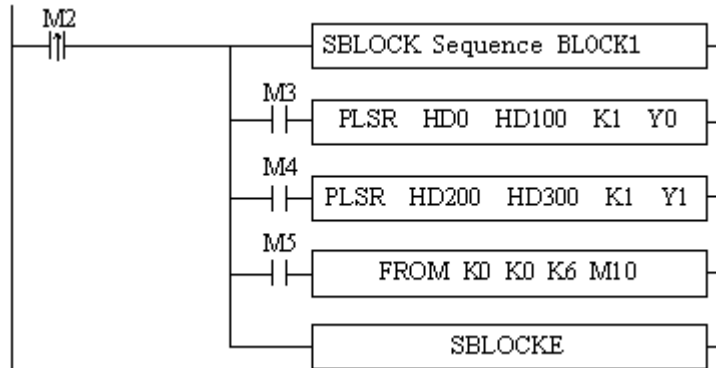 M2
SBLOCK Sequence BLOCK1
M3
PLSR HD0 HD100 K1 Y0
M4
PLSR HD200 HD300 K1 Y1
M5
FROM K0 K0 K6 M10
SBLOCKE